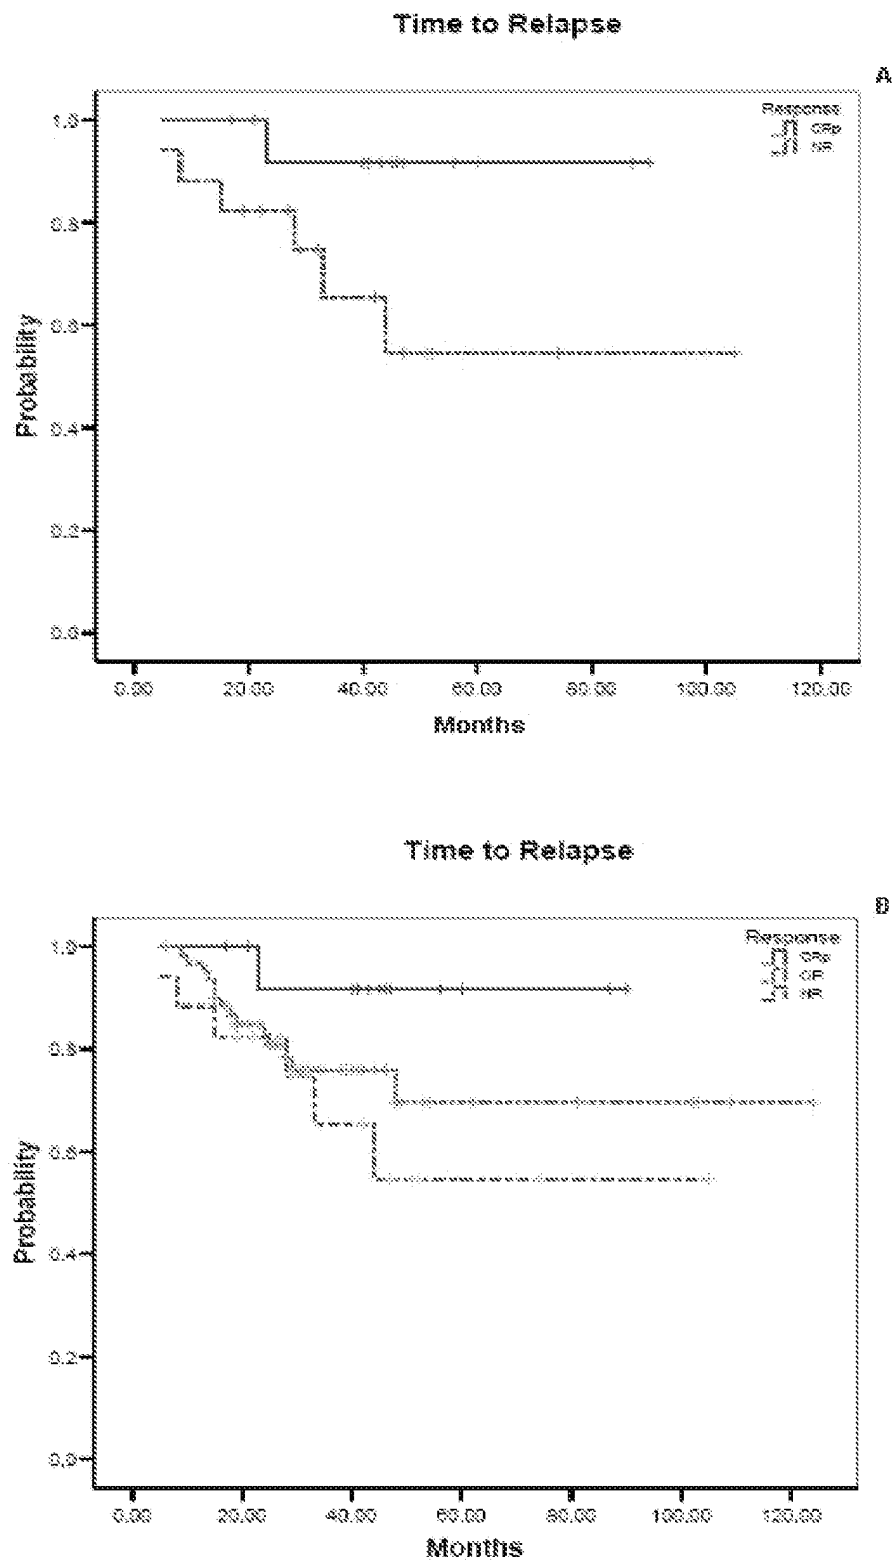 Time to Relapse
A
Response
CRp
NR
1.0
0.8
0.6
0.4
0.2
0.0
Probability
0.00 20.00 40.00 60.00 80.00 100.00 120.00
Months
Time to Relapse
B
Response
CRp
CR
NR
1.0
0.8
0.6
0.4
0.2
0.0
Probability
0.00 20.00 40.00 60.00 80.00 100.00 120.00
Months